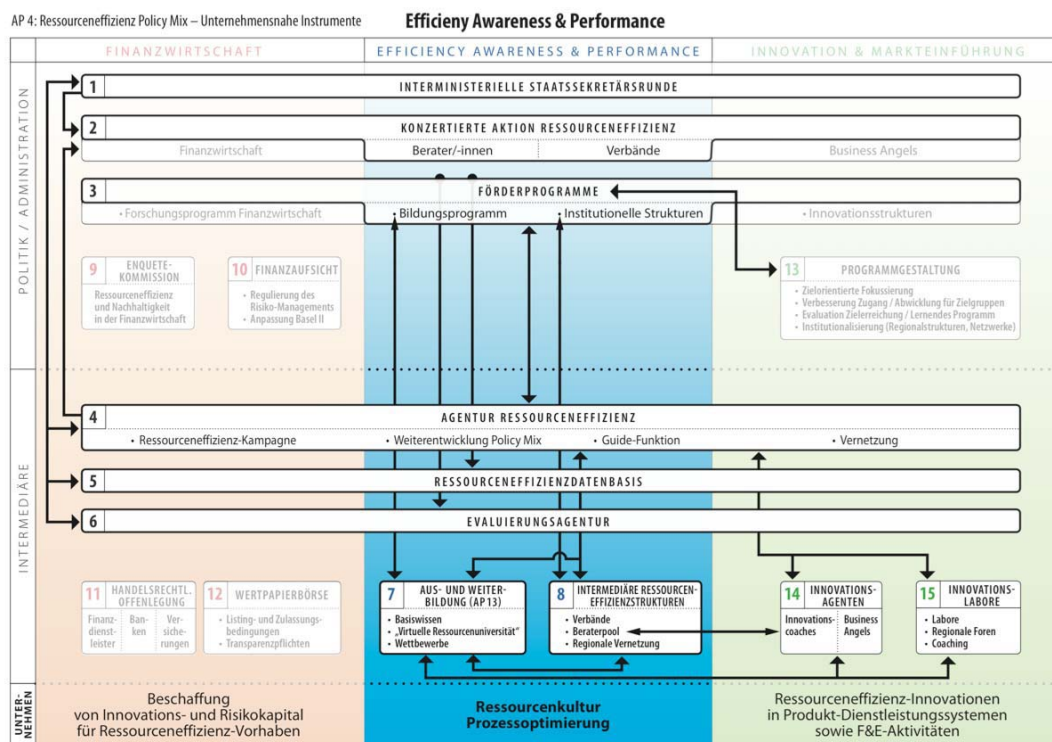 AP 4: Ressourceneffizienz Policy Mix – Unternehmensnahe Instrumente
Efficieny Awareness & Performance
FINANZWIRTSCHAFT
EFFICIENCY AWARENESS & PERFORMANCE
INNOVATION & MARKTEINFÜHRUNG
POLITIK / ADMINISTRATION
1 INTERMINISTERIELLE STAATSSEKRETÄRSRUNDE
2 KONZERTIERTE AKTION RESSOURCENEFFIZIENZ
Finanzwirtschaft Berater/-innen Verbände Business Angels
3 FÖRDERPROGRAMME
• Forschungsprogramm Finanzwirtschaft • Bildungsprogramm • Institutionelle Strukturen • Innovationsstrukturen
9 ENQUETE-
KOMMISSION
Ressourceneffizienz
und Nachhaltigkeit
in der Finanzwirtschaft
10 FINANZAUFSICHT
• Regulierung des
Risiko-Managements
• Anpassung Basel II
13 PROGRAMMGESTALTUNG
• Zielorientierte Fokussierung
• Verbesserung Zugang / Abwicklung für Zielgruppen
• Evaluation Zielerreichung / Lernendes Programm
• Institutionalisierung (Regionalstrukturen, Netzwerke)
INTERMEDIÄRE
4 AGENTUR RESSOURCENEFFIZIENZ
• Ressourceneffizienz-Kampagne • Weiterentwicklung Policy Mix • Guide-Funktion • Vernetzung
5 RESSOURCENEFFIZIENZDATENBASIS
6 EVALUIERUNGSAGENTUR
11 HANDELSRECHTL.
OFFENLEGUNG
Finanz-
dienst-
leister
Ban-
ken
Versi-
che-
rungen
12 WERTPAPIERBÖRSE
• Listing- und Zulassungs-
bedingungen
• Transparenzpflichten
7 AUS- UND WEITER-
BILDUNG (AP13)
• Basiswissen
• „Virtuelle Ressourcenuniversität“
• Wettbewerbe
8 INTERMEDIÄRE RESSOURCEN-
EFFIZIENZSTRUKTUREN
• Verbände
• Beraterpool
• Regionale Vernetzung
14 INNOVATIONS-
AGENTEN
Innovations-
coaches
Business
Angels
15 INNOVATIONS-
LABORE
• Labore
• Regionale Foren
• Coaching
UNTER-
NEHMEN
Beschaffung
von Innovations- und Risikokapital
für Ressourceneffizienz-Vorhaben
Ressourcenkultur
Prozessoptimierung
Ressourceneffizienz-Innovationen
in Produkt-Dienstleistungssystemen
sowie F&E-Aktivitäten